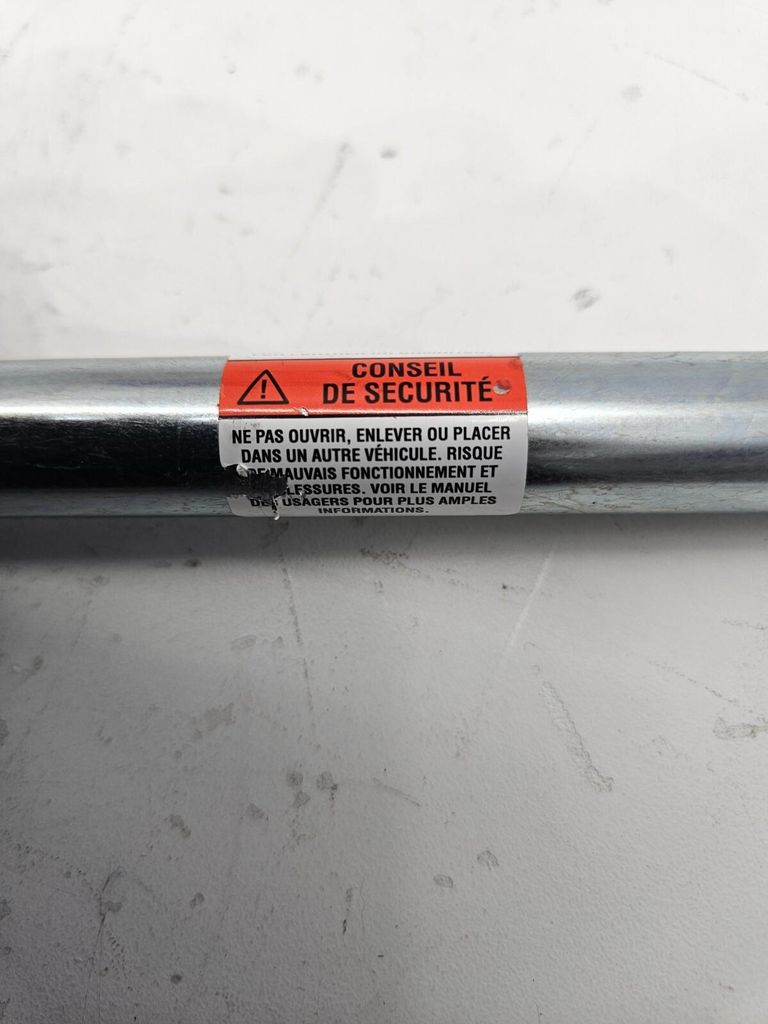 CONSEIL
DE SECURITÉ
NE PAS OUVRIR, ENLEVER OU PLACER
DANS UN AUTRE VÉHICULE. RISQUE
MAUVAIS FONCTIONNEMENT ET
VOIR LE MANUEL
USAGERS POUR PLUS AMPLES
INFORMATIONS.